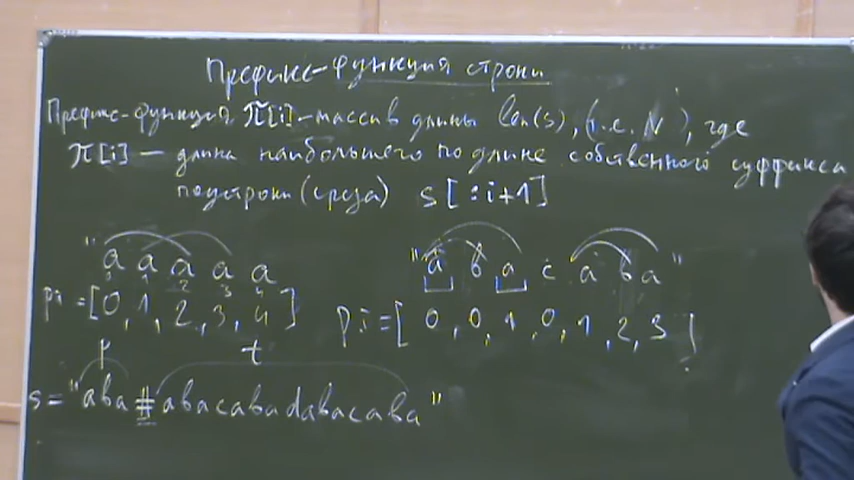 Префикс-функция строки
Префикс-функция π[i] - массив длины len(s), (т.е. N), где
π[i] — длина наибольшего по длине собственного суффикса
подстроки (среза) s[:i+1]
"a a a a a
0 1 2 3 4
pi = [0, 1, 2, 3, 4]
"a b a c a b a"
pi = [0, 0, 1, 0, 1, 2, 3]
p t
s = "aba#abacabadabacaba"